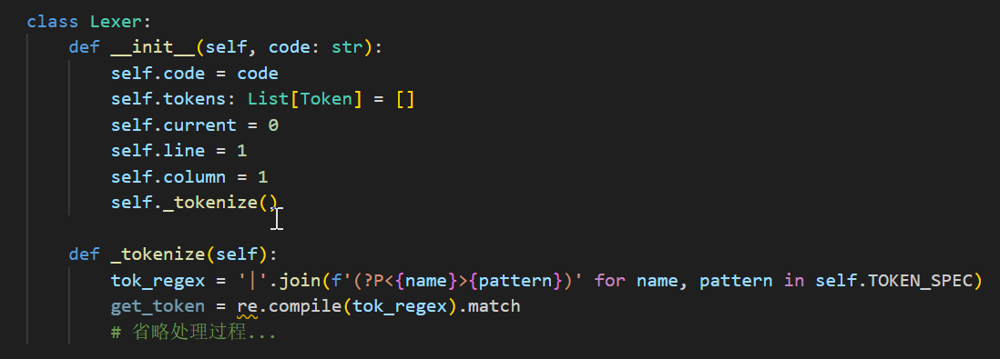 class Lexer:
    def __init__(self, code: str):
        self.code = code
        self.tokens: List[Token] = []
        self.current = 0
        self.line = 1
        self.column = 1
        self._tokenize()
    def _tokenize(self):
        tok_regex = '|'.join(f'(?P<{name}>{pattern})' for name, pattern in self.TOKEN_SPEC)
        get_token = re.compile(tok_regex).match
        # 省略处理过程...